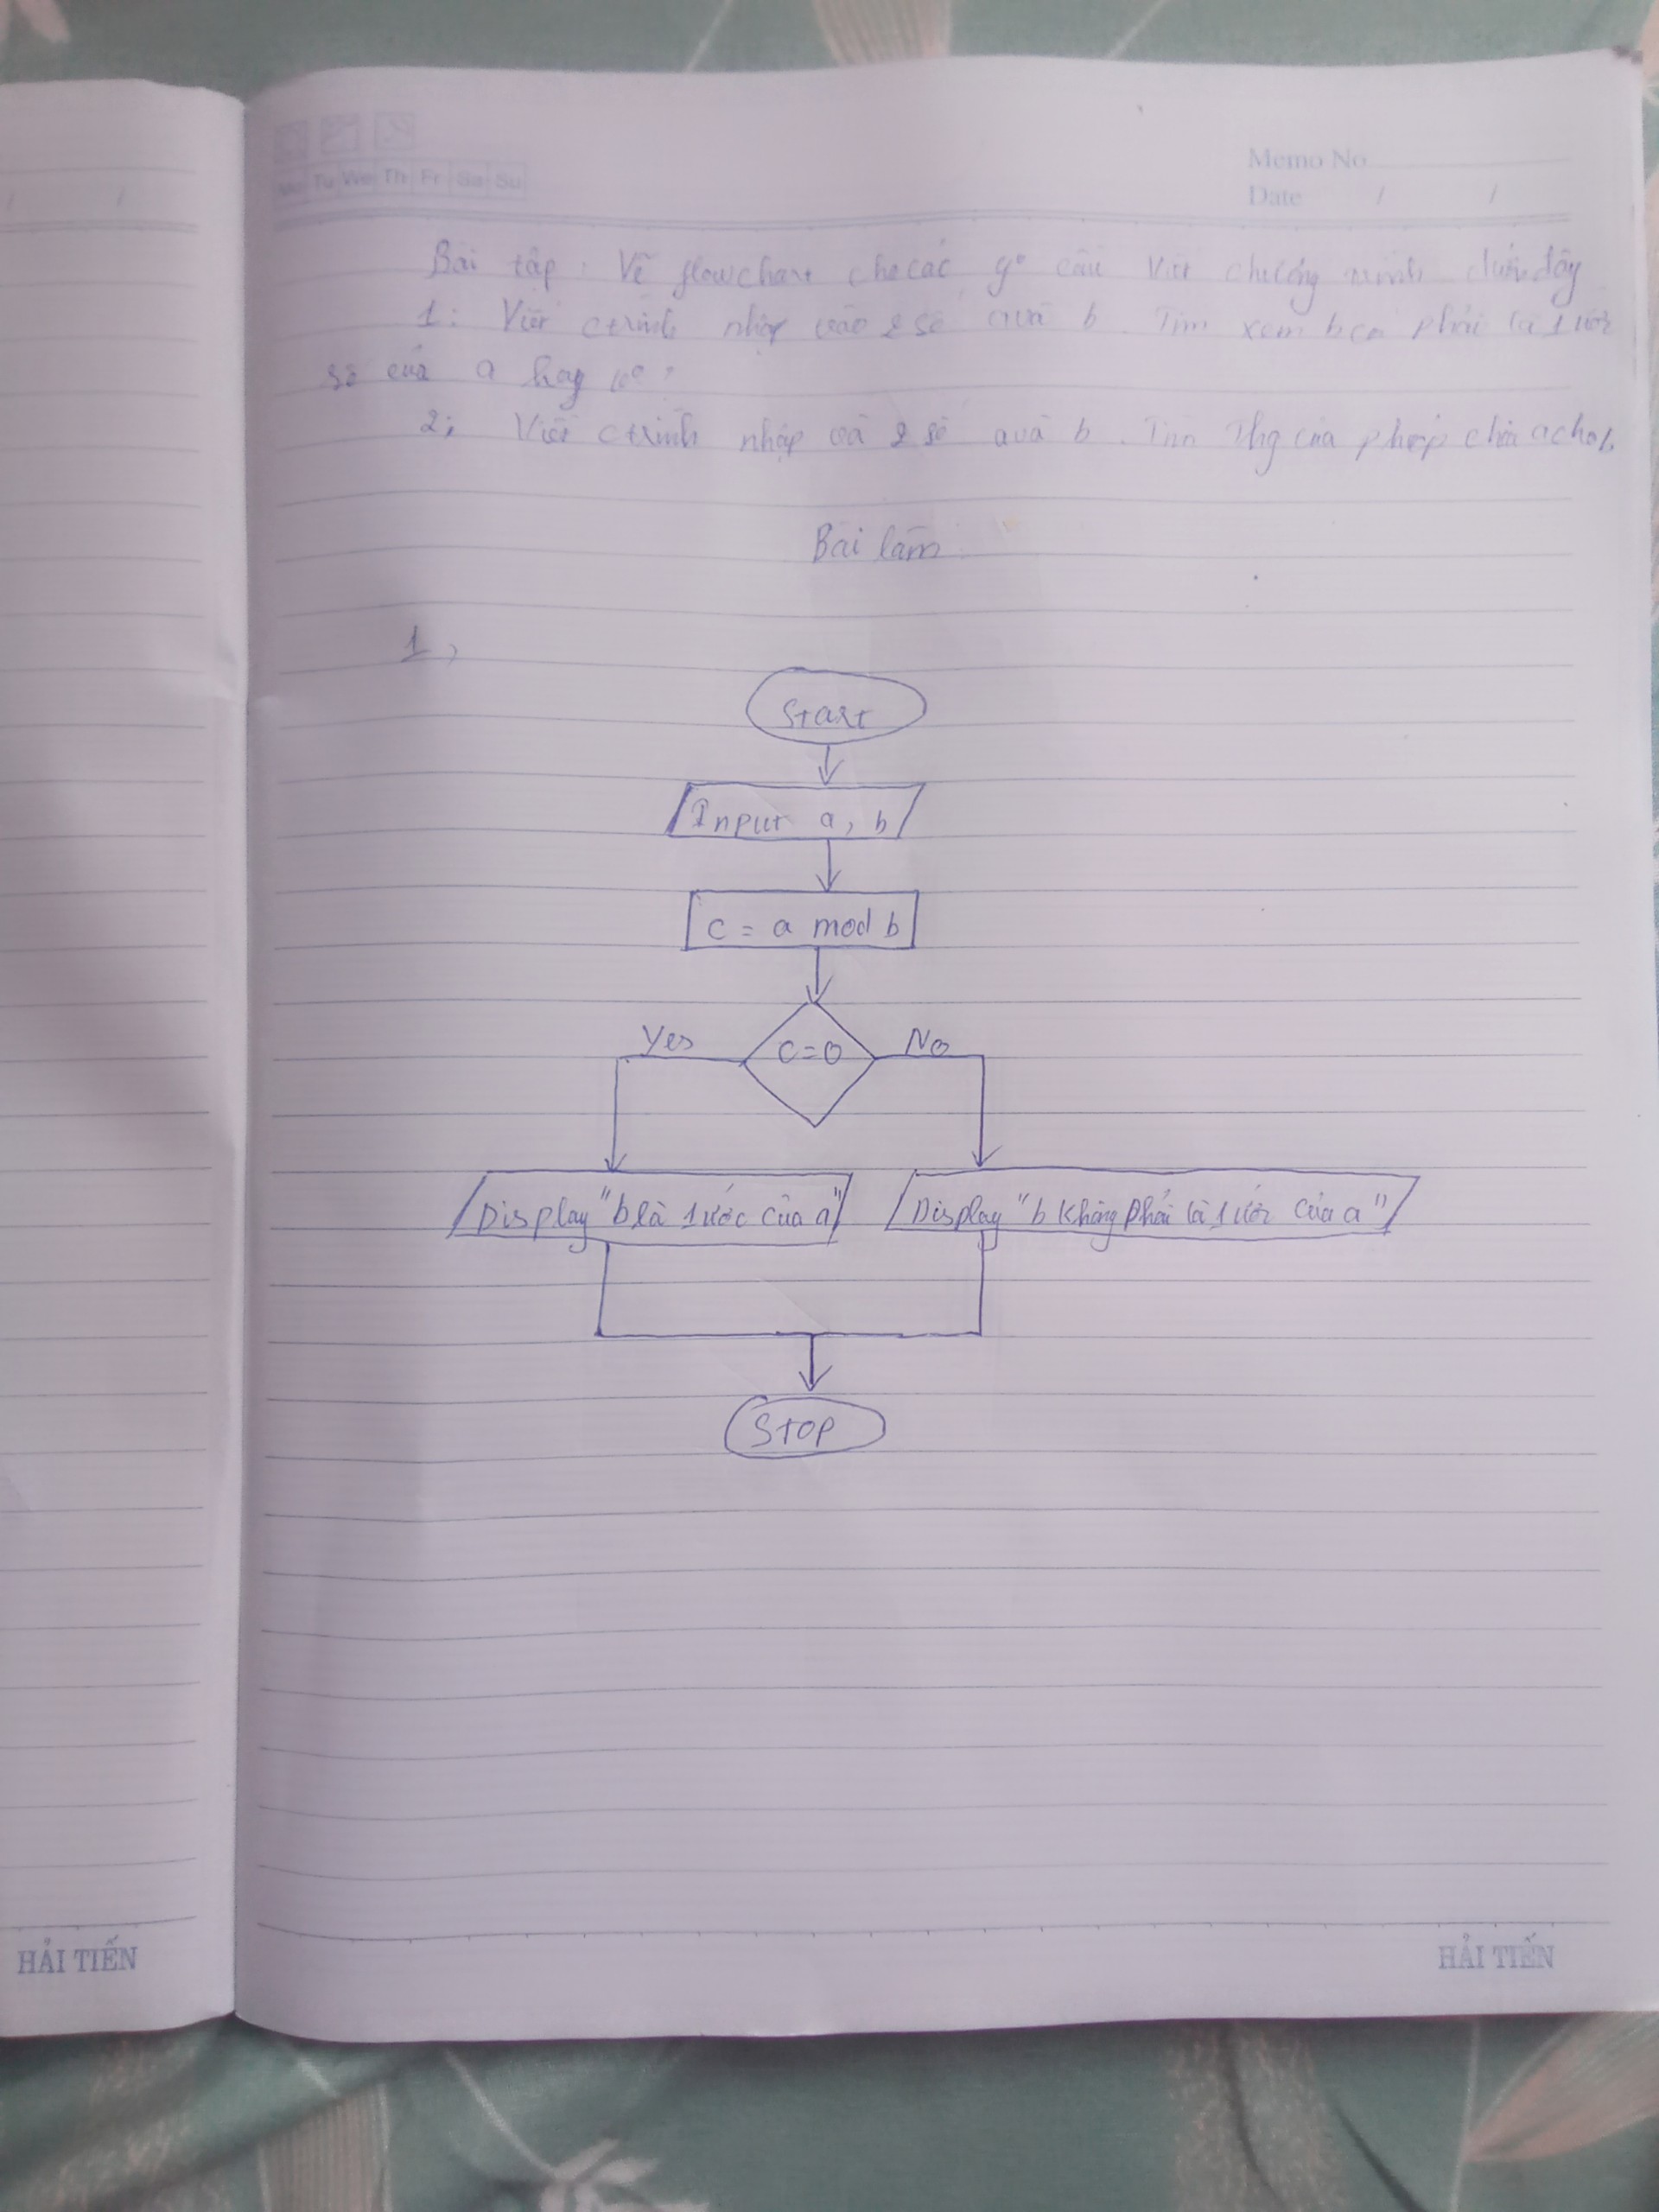 Memo No
Date / /
Mo Tu We Th Fr Sa Su
Bài tập: Vẽ flowchart cho các y° cầu viết chương trình dưới đây
1: Viết ctrình nhập vào 2 số a và b. Tìm xem b có phải là 1 ước
số của a hay k° ?
2; Viết ctrình nhập và 2 số a và b. Tìm Thg của phép chia a cho b.
Bài làm:
1,
Start
Input a, b
c = a mod b
Yes
c=0
No
Display "b là 1 ước của a"
Display "b không phải là 1 ước của a"
Stop
HẢI TIẾN
HẢI TIẾN